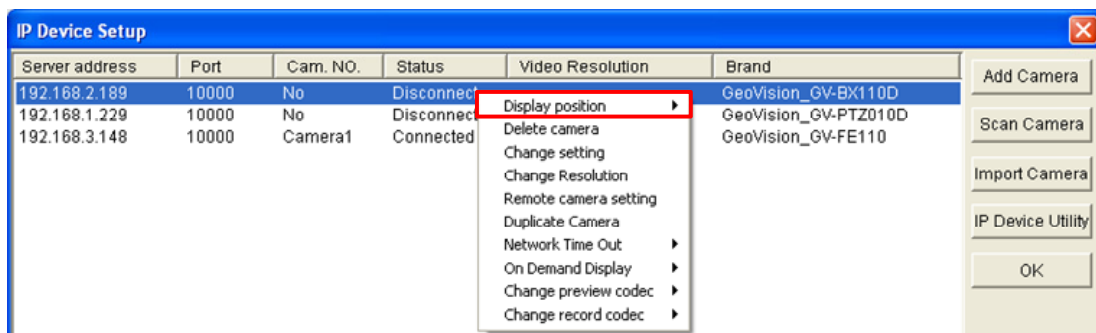 IP Device Setup
Server address Port Cam. NO. Status Video Resolution Brand
192.168.2.189 10000 No Disconnect GeoVision_GV-BX110D
192.168.1.229 10000 No Disconnect GeoVision_GV-PTZ010D
192.168.3.148 10000 Camera1 Connected GeoVision_GV-FE110
Display position
Delete camera
Change setting
Change Resolution
Remote camera setting
Duplicate Camera
Network Time Out
On Demand Display
Change preview codec
Change record codec
Add Camera
Scan Camera
Import Camera
IP Device Utility
OK